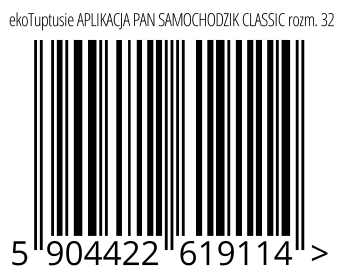 ekoTuptusie APLIKACJA PAN SAMOCHODZIK CLASSIC rozm. 32
5 904422 619114 >